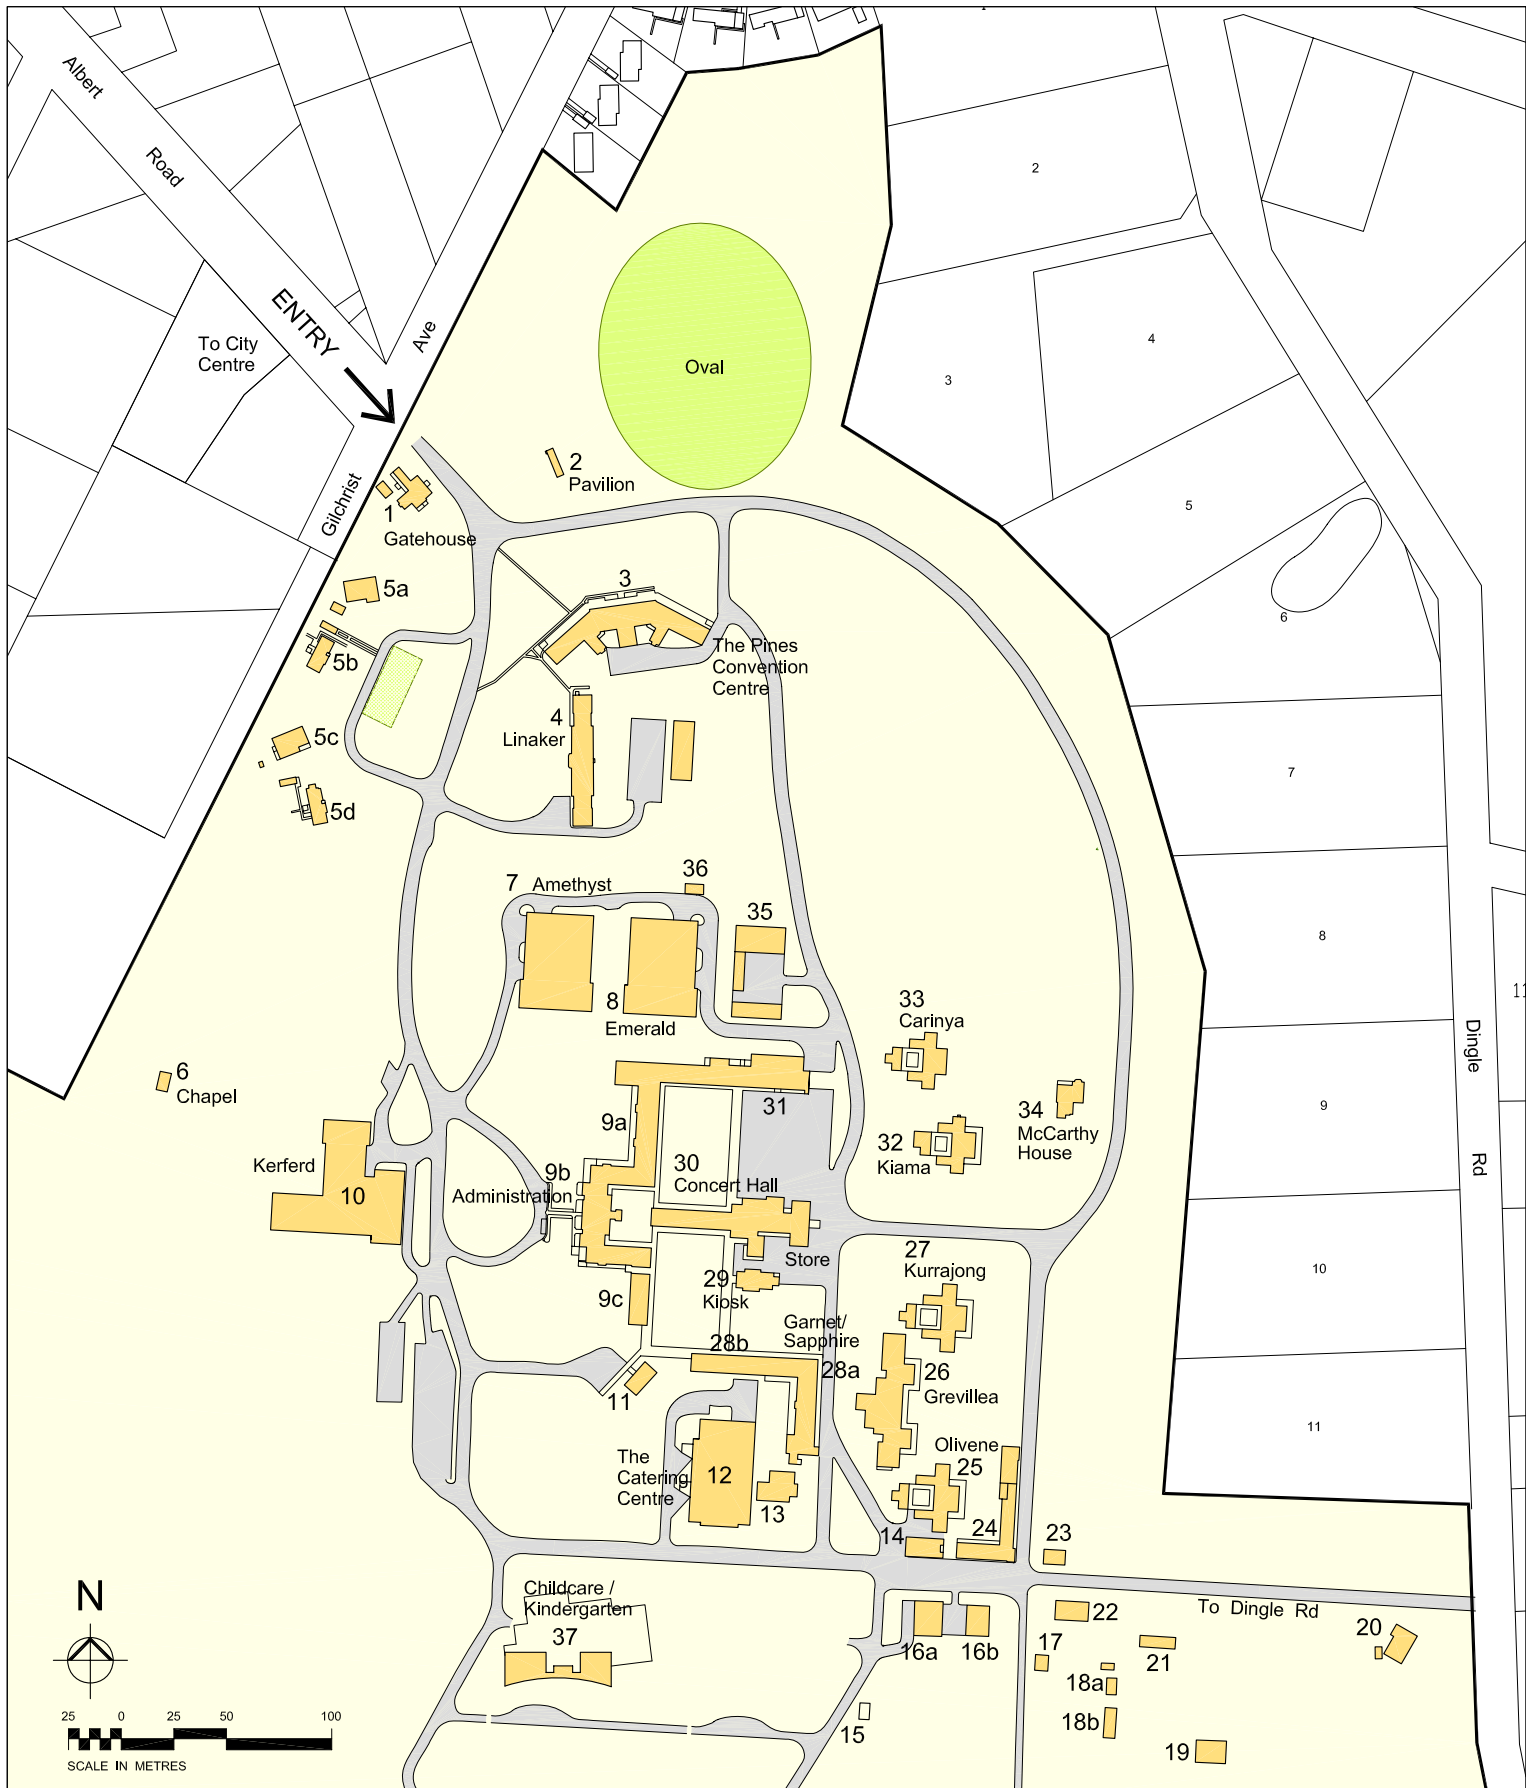 Albert
Road
2
ENTRY
To City
Centre
Ave
Oval
4
3
Gilchrist
2
Pavilion
1
Gatehouse
5
5a
3
6
5b
The Pines
Convention
Centre
4
Linaker
5c
7
5d
36
7 Amethyst
35
8
8
Emerald
33
Carinya
11
Dingle
Rd
6
Chapel
9a
31
34
McCarthy
House
32
Kiama
9
Kerferd
10
9b
Administration
30
Concert Hall
Store
27
Kurrajong
10
29
Kiosk
9c
Garnet/
Sapphire
28b
28a
26
Grevillea
11
11
Olivene
25
The
Catering
Centre
12
13
14
24
23
N
Childcare /
Kindergarten
37
22
To Dingle Rd
20
16a
16b
17
21
18a
18b
15
19
25 0 25 50 100
SCALE IN METRES